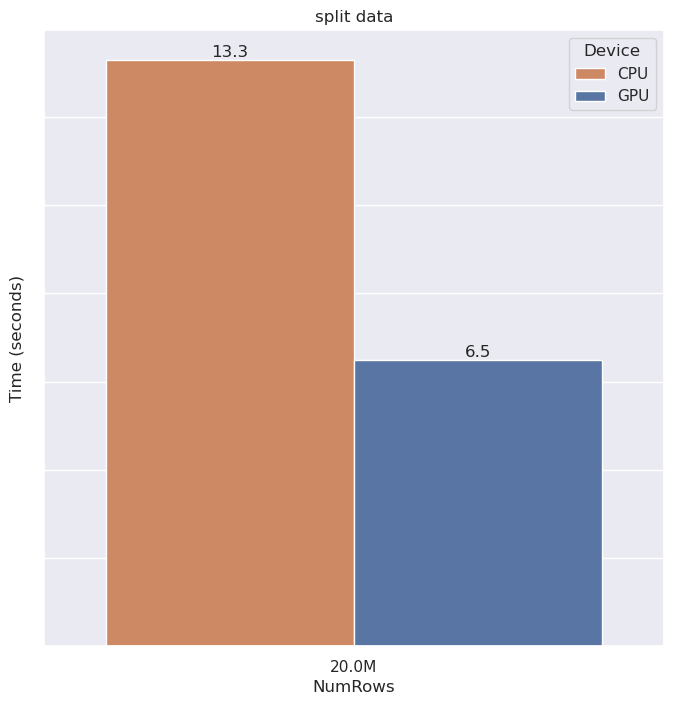 split data
13.3
Device
CPU
GPU
6.5
Time (seconds)
20.0M
NumRows